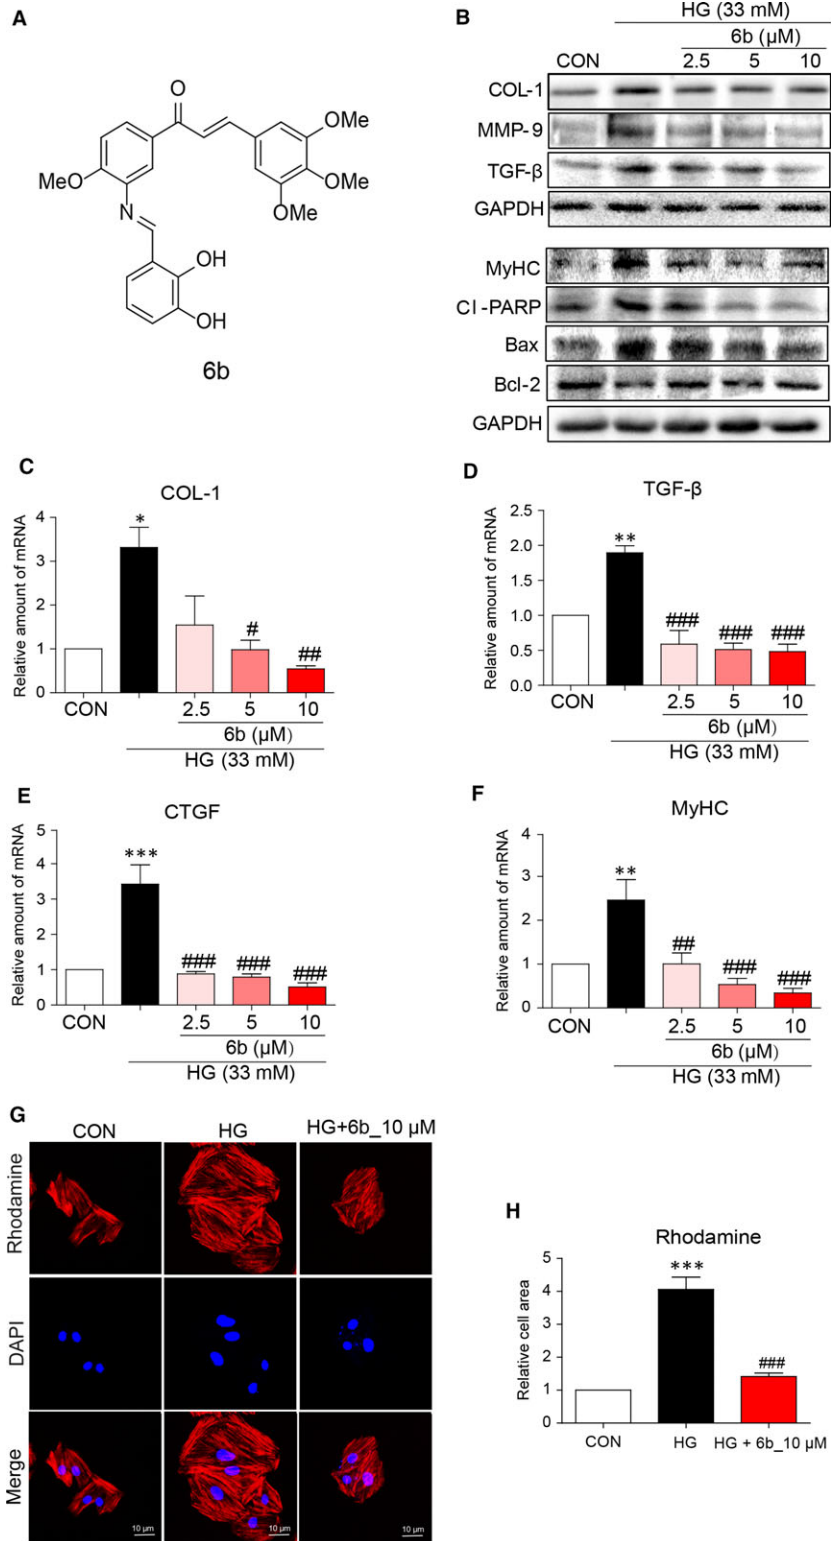 A
O
OMe
MeO
OMe
OMe
N
OH
OH
6b
B
HG (33 mM)
6b (μM)
CON 2.5 5 10
COL-1
MMP-9
TGF-β
GAPDH
MyHC
Cl-PARP
Bax
Bcl-2
GAPDH
C
COL-1
Relative amount of mRNA
4
3
2
1
0
*
#
##
CON 2.5 5 10
6b (μM)
HG (33 mM)
D
TGF-β
Relative amount of mRNA
2.5
2.0
1.5
1.0
0.5
0.0
**
### ### ###
CON 2.5 5 10
6b (μM)
HG (33 mM)
E
CTGF
Relative amount of mRNA
5
4
3
2
1
0
***
### ### ###
CON 2.5 5 10
6b (μM)
HG (33 mM)
F
MyHC
Relative amount of mRNA
4
3
2
1
0
**
##
###
###
CON 2.5 5 10
6b (μM)
HG (33 mM)
G
CON HG HG+6b_10 μM
Rhodamine
DAPI
Merge
10 μm 10 μm 10 μm
H
Rhodamine
Relative cell area
5
4
3
2
1
0
***
###
CON HG HG + 6b_10 μM